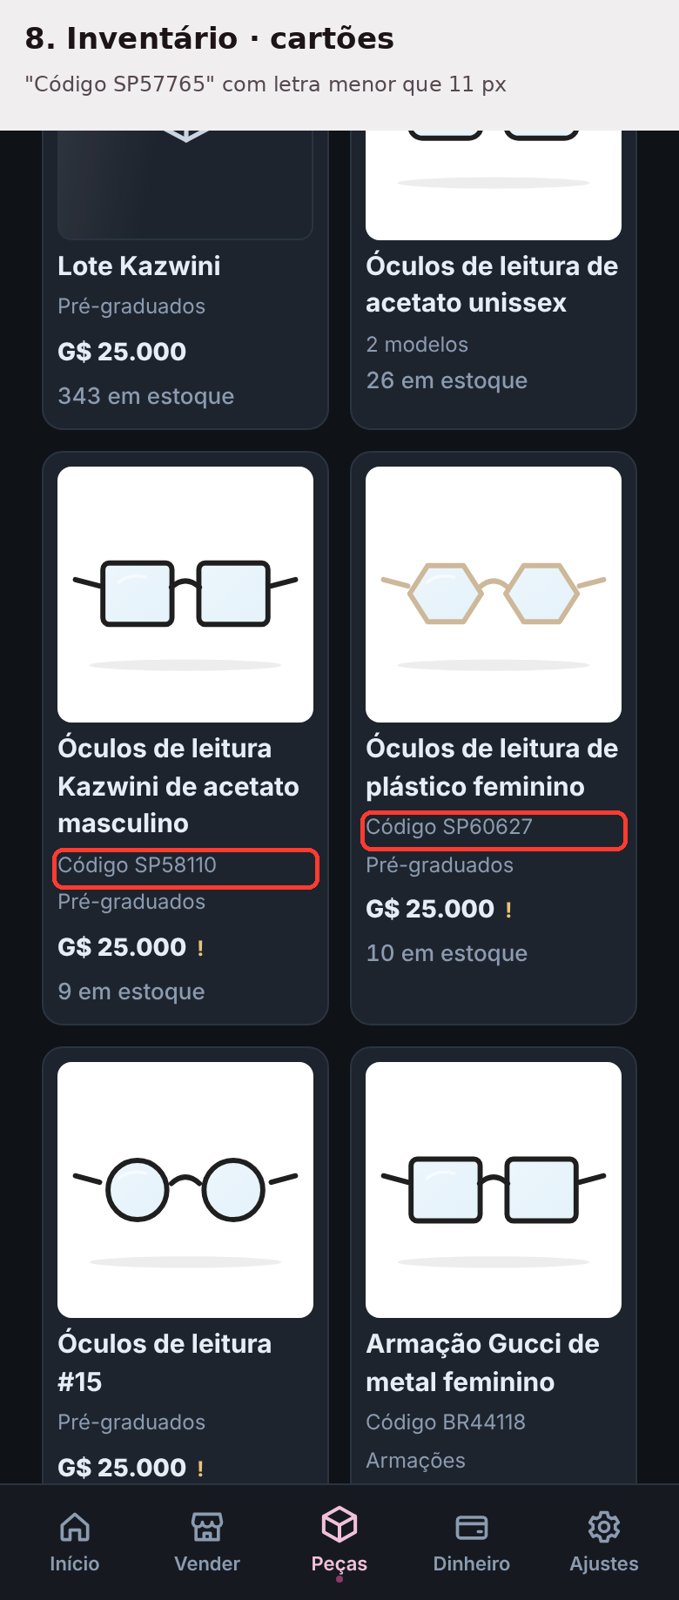 8. Inventário · cartões
"Código SP57765" com letra menor que 11 px
Lote Kazwini
Pré-graduados
G$ 25.000
343 em estoque
Óculos de leitura de
acetato unissex
2 modelos
26 em estoque
Óculos de leitura
Kazwini de acetato
masculino
Código SP58110
Pré-graduados
G$ 25.000 !
9 em estoque
Óculos de leitura de
plástico feminino
Código SP60627
Pré-graduados
G$ 25.000 !
10 em estoque
Óculos de leitura
#15
Pré-graduados
G$ 25.000 !
Armação Gucci de
metal feminino
Código BR44118
Armações
Início
Vender
Peças
Dinheiro
Ajustes